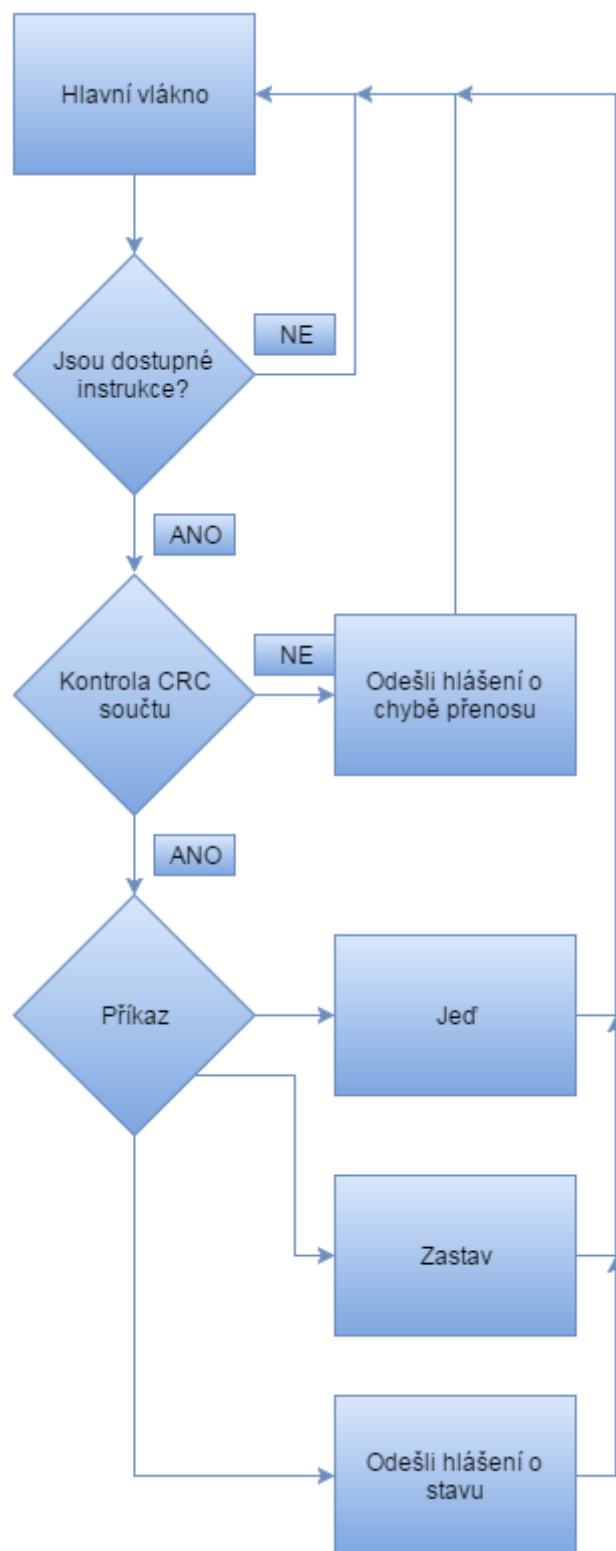 Hlavní vlákno
NE
Jsou dostupné
instrukce?
ANO
NE
Kontrola CRC
součtu
Odešli hlášení o
chybě přenosu
ANO
Příkaz
Jeď
Zastav
Odešli hlášení o
stavu